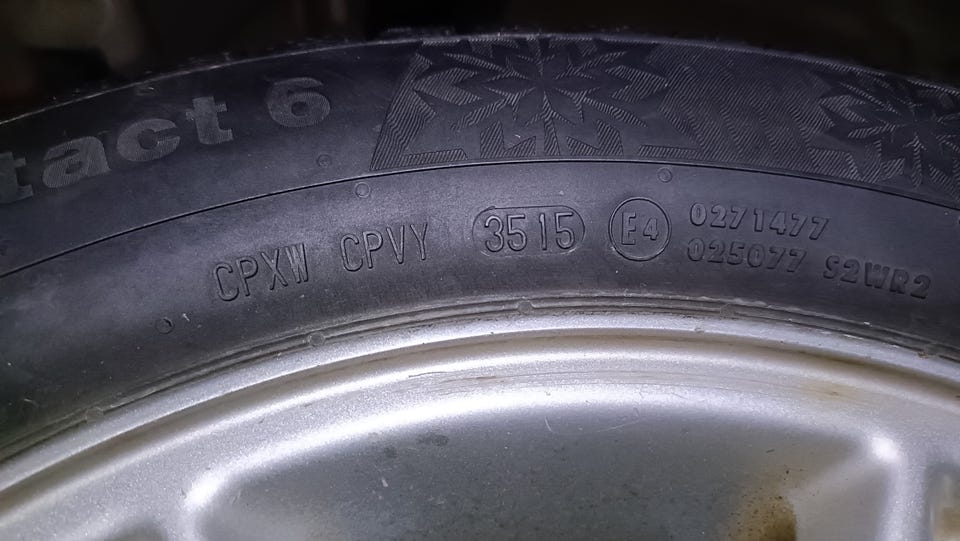 tact 6
CPXW CPVY 3515 E4 0271477
025077 S2WR2